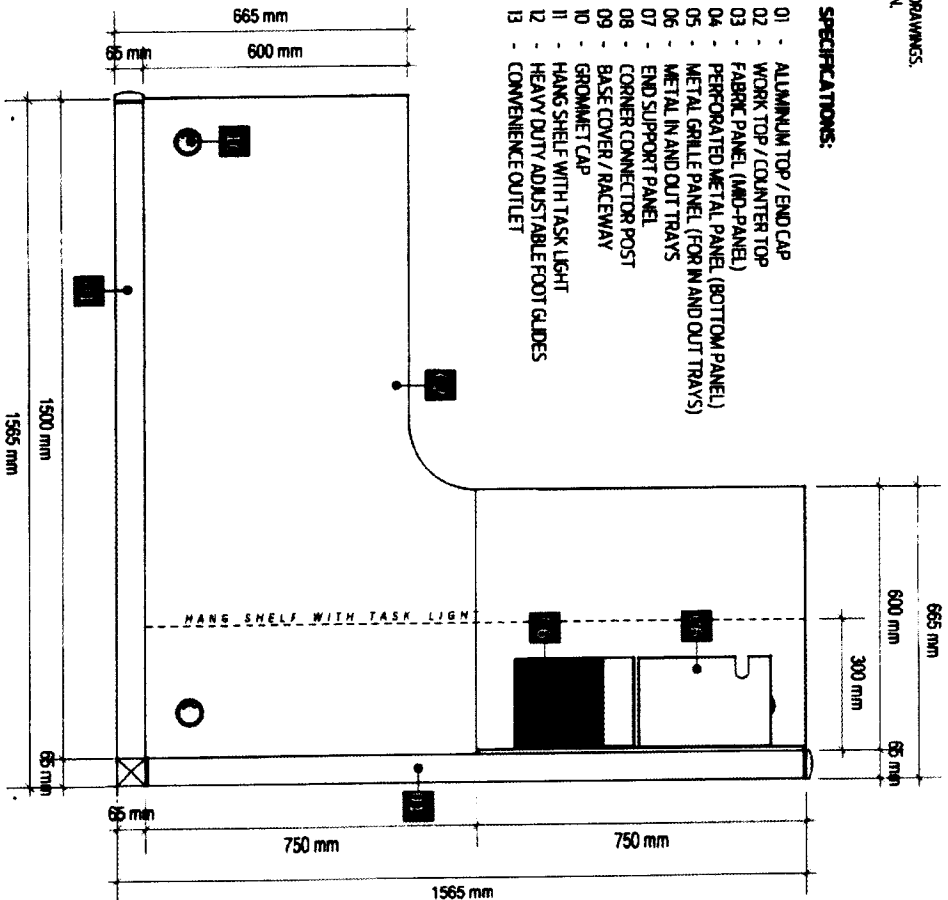 DRAWINGS.
N.
SPECIFICATIONS:
01 - ALUMINUM TOP / END CAP
02 - WORK TOP / COUNTER TOP
03 - FABRIC PANEL (MID-PANEL)
04 - PERFORATED METAL PANEL (BOTTOM PANEL)
05 - METAL GRILLE PANEL (FOR IN AND OUT TRAYS)
06 - METAL IN AND OUT TRAYS
07 - END SUPPORT PANEL
08 - CORNER CONNECTOR POST
09 - BASE COVER / RACEWAY
10 - GROMMET CAP
11 - HANG SHELF WITH TASK LIGHT
12 - HEAVY DUTY ADJUSTABLE FOOT GLIDES
13 - CONVENIENCE OUTLET
665 mm
65 mm
600 mm
1500 mm
65 mm
1565 mm
HANG SHELF WITH TASK LIGH
665 mm
600 mm
65 mm
300 mm
65 mm
750 mm
750 mm
1565 mm